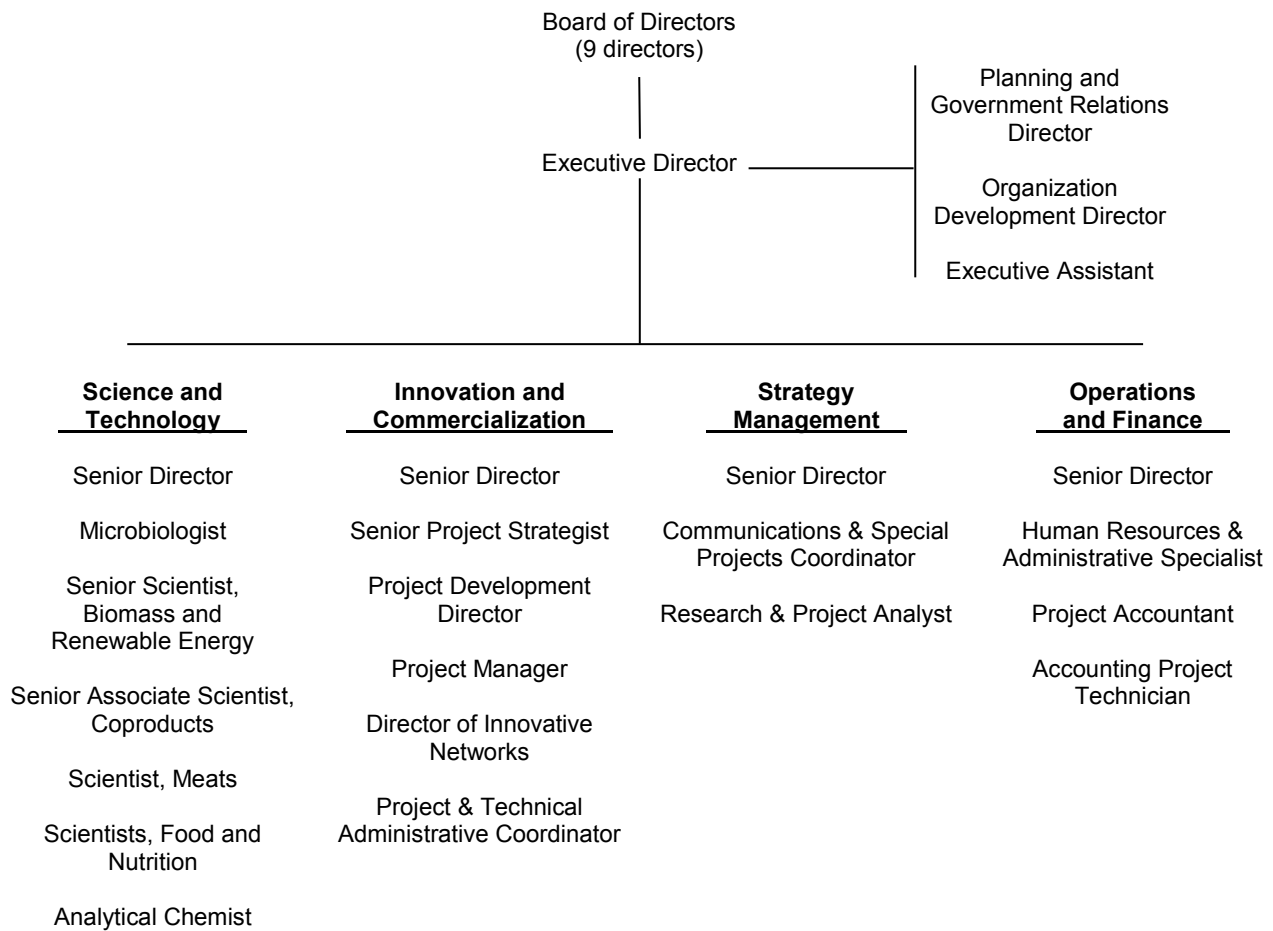 Board of Directors
(9 directors)
Planning and
Government Relations
Director
Executive Director
Organization
Development Director
Executive Assistant
Science and
Technology
Senior Director
Microbiologist
Senior Scientist,
Biomass and
Renewable Energy
Senior Associate Scientist,
Coproducts
Scientist, Meats
Scientists, Food and
Nutrition
Analytical Chemist
Innovation and
Commercialization
Senior Director
Senior Project Strategist
Project Development
Director
Project Manager
Director of Innovative
Networks
Project & Technical
Administrative Coordinator
Strategy
Management
Senior Director
Communications & Special
Projects Coordinator
Research & Project Analyst
Operations
and Finance
Senior Director
Human Resources &
Administrative Specialist
Project Accountant
Accounting Project
Technician